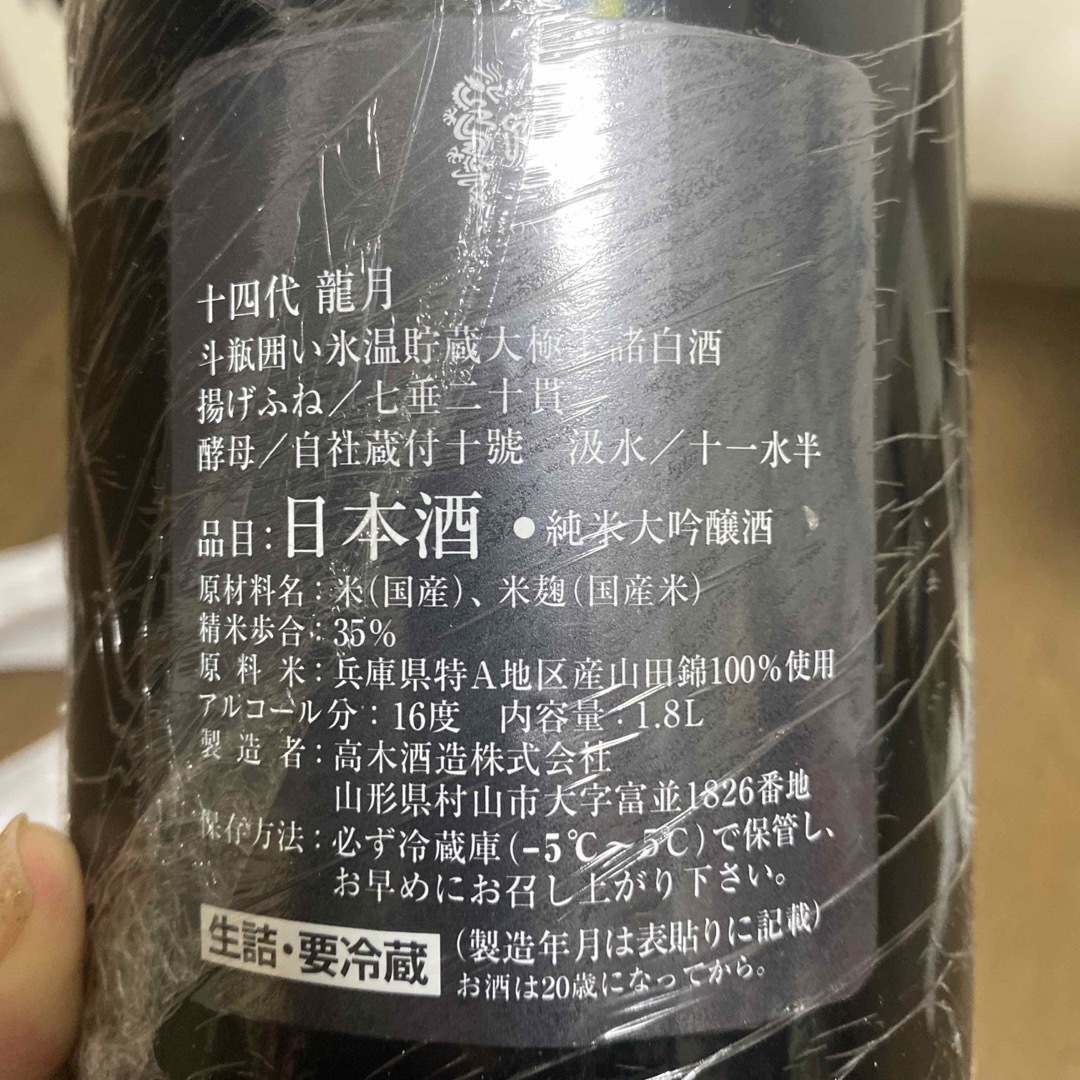 十四代 龍月
斗瓶囲い氷温貯蔵大極上諸白酒
揚げふね/七垂二十貫
酵母/自社蔵付十號 汲水/十一水半
品目:日本酒 ●純米大吟醸酒
原材料名:米(国産)、米麹(国産米)
精米歩合:35%
原料米:兵庫県特A地区産山田錦100%使用
アルコール分:16度 内容量:1.8L
製造者:高木酒造株式会社
山形県村山市大字富並1826番地
保存方法:必ず冷蔵庫(-5℃~5℃)で保管し、
お早めにお召し上がり下さい。
生詰・要冷蔵 (製造年月は表貼りに記載)
お酒は20歳になってから。